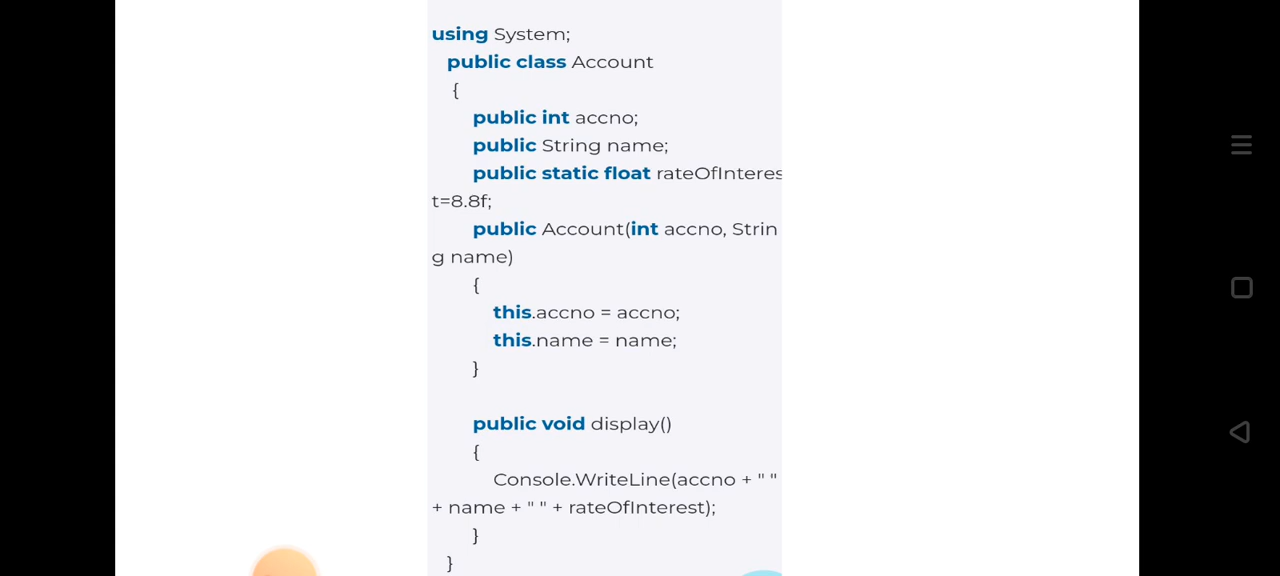 using System;
public class Account
{
public int accno;
public String name;
public static float rateOfInteres
t=8.8f;
public Account(int accno, Strin
g name)
{
this.accno = accno;
this.name = name;
}
public void display()
{
Console.WriteLine(accno + " "
+ name + " " + rateOfInterest);
}
}